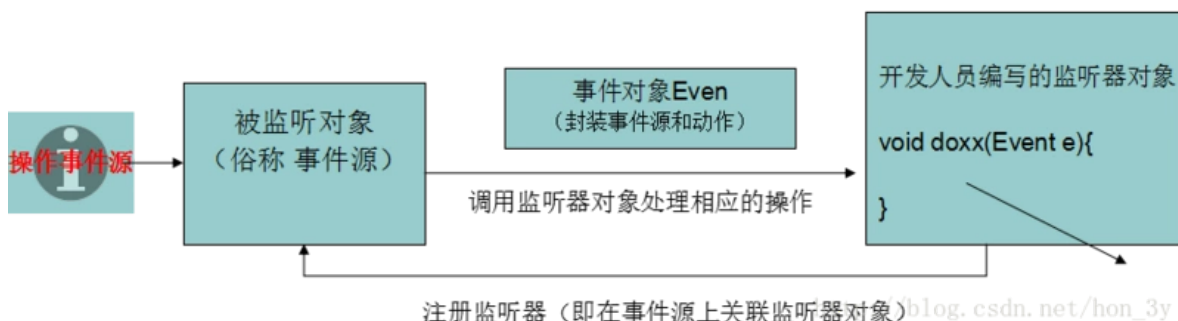 操作事件源
被监听对象
（俗称 事件源）
事件对象Even
（封装事件源和动作）
调用监听器对象处理相应的操作
开发人员编写的监听器对象
void doxx(Event e){
}
注册监听器（即在事件源上关联监听器对象）
blog.csdn.net/hon_3y